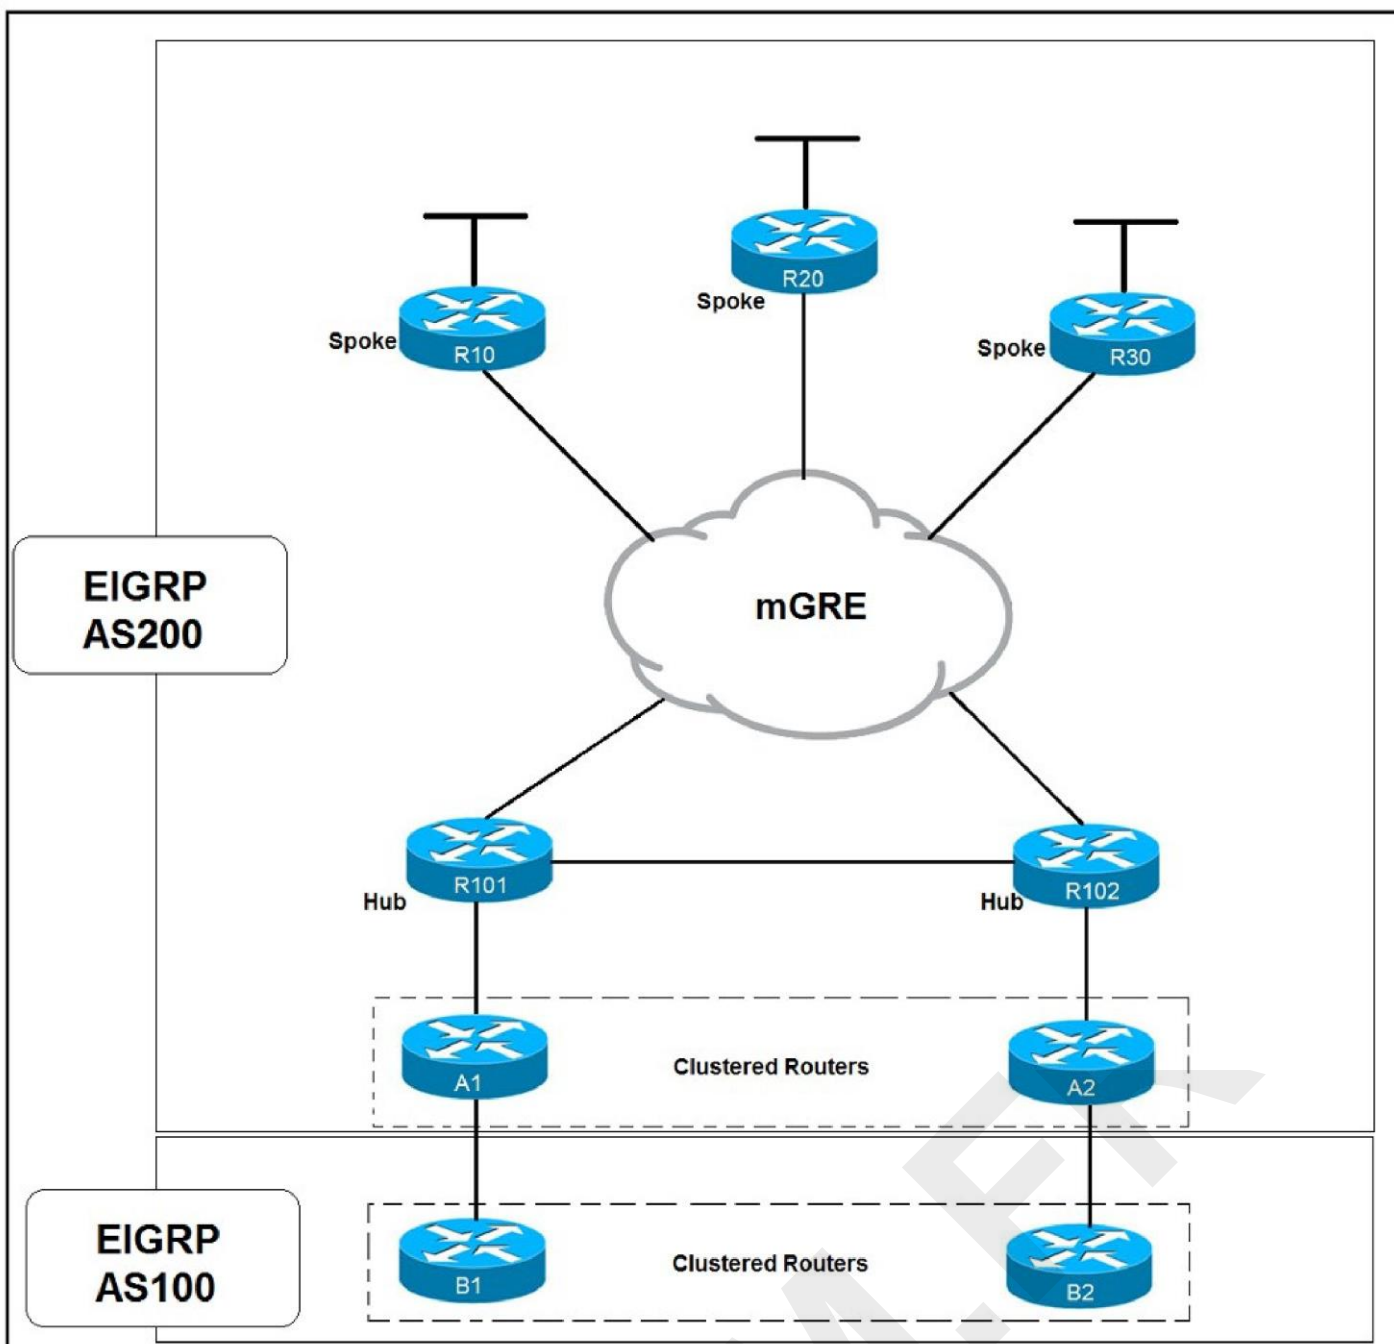 R20
Spoke
R10
Spoke
R30
Spoke
EIGRP
AS200
mGRE
R101
Hub
R102
Hub
A1
Clustered Routers
A2
EIGRP
AS100
B1
Clustered Routers
B2